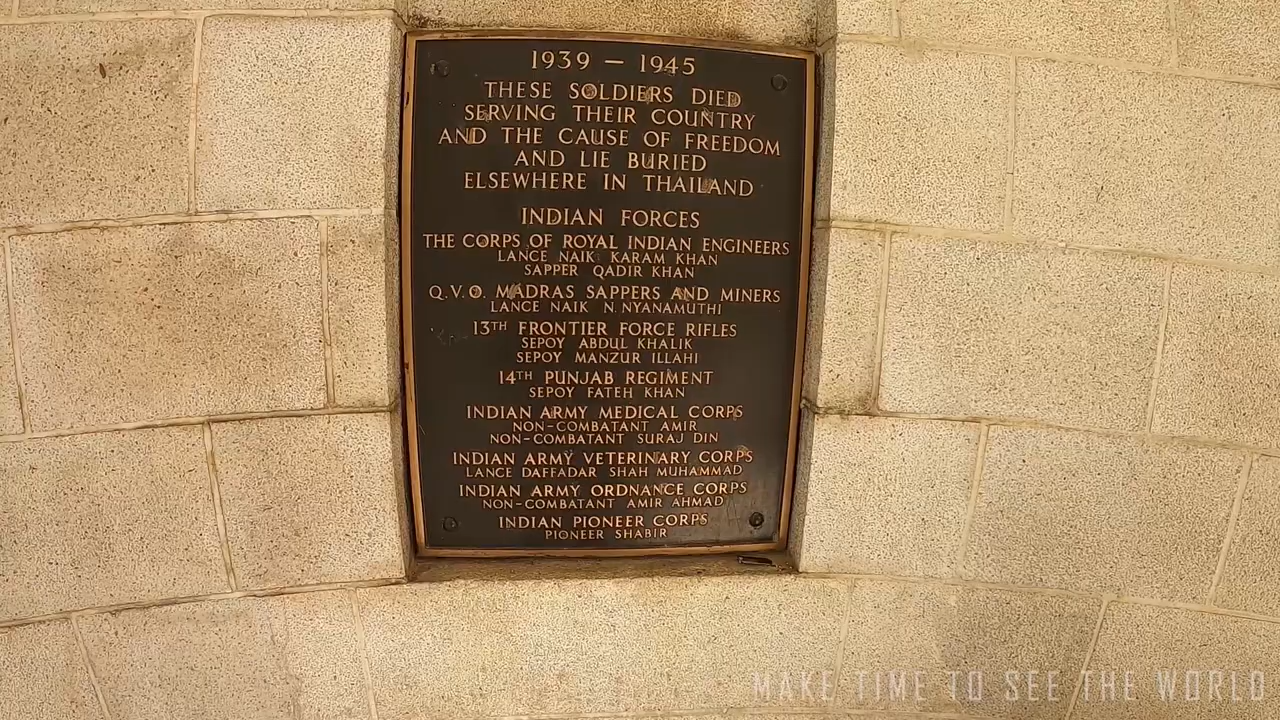 1939 – 1945
THESE SOLDIERS DIED
SERVING THEIR COUNTRY
AND THE CAUSE OF FREEDOM
AND LIE BURIED
ELSEWHERE IN THAILAND
INDIAN FORCES
THE CORPS OF ROYAL INDIAN ENGINEERS
LANCE NAIK KARAM KHAN
SAPPER QADIR KHAN
Q.V.O. MADRAS SAPPERS AND MINERS
LANCE NAIK N. NYANAMUTHI
13TH FRONTIER FORCE RIFLES
SEPOY ABDUL KHALIK
SEPOY MANZUR ILLAHI
14TH PUNJAB REGIMENT
SEPOY FATEH KHAN
INDIAN ARMY MEDICAL CORPS
NON-COMBATANT AMIR
NON-COMBATANT SURAJ DIN
INDIAN ARMY VETERINARY CORPS
LANCE DAFFADAR SHAH MUHAMMAD
INDIAN ARMY ORDNANCE CORPS
NON-COMBATANT AMIR AHMAD
INDIAN PIONEER CORPS
PIONEER SHABIR
MAKE TIME TO SEE THE WORLD